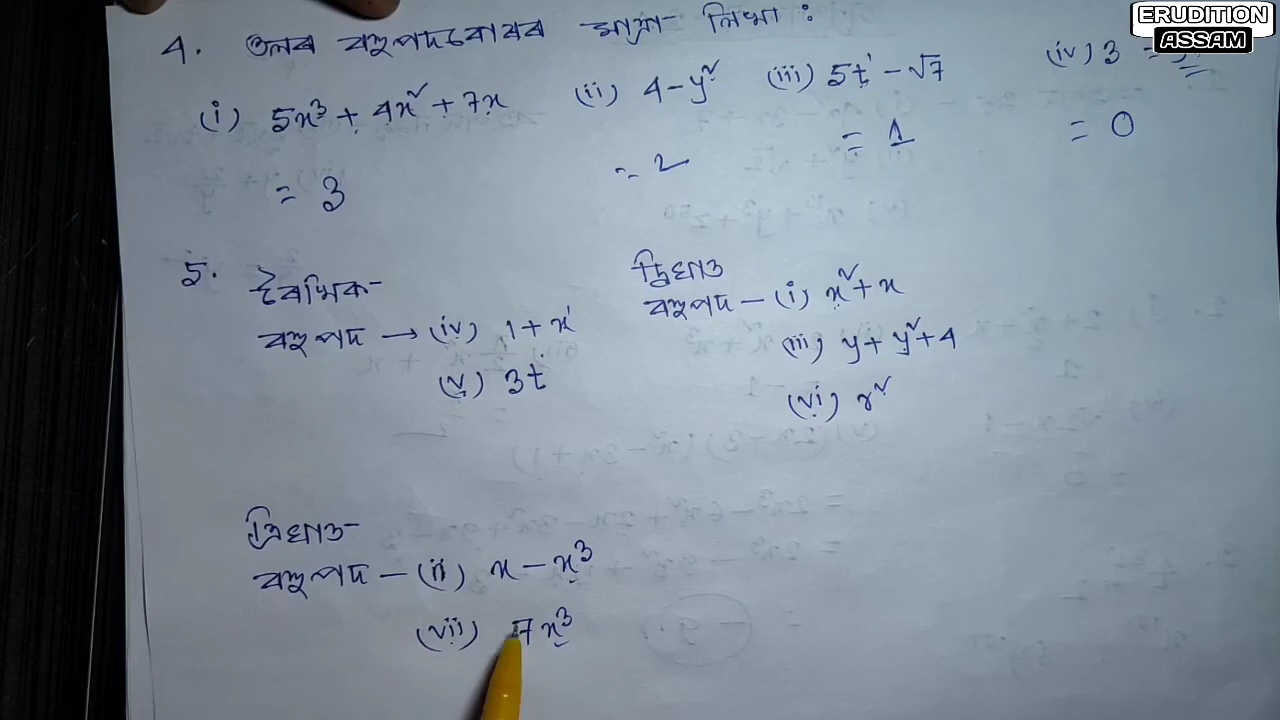 ERUDITION
ASSAM
4. তলৰ বহুপদবোৰৰ মাত্ৰা লিখা :
(i) 5x³ + 4x² + 7x (ii) 4 - y² (iii) 5t¹ - √7 (iv) 3
= 3 = 2 = 1 = 0
5. ৰৈখিক
বহুপদ → (iv) 1 + x¹
(v) 3t
দ্বিঘাত
বহুপদ - (i) x² + x
(iii) y + y² + 4
(vi) r²
ত্ৰিঘাত
বহুপদ - (ii) x - x³
(vii) 7x³